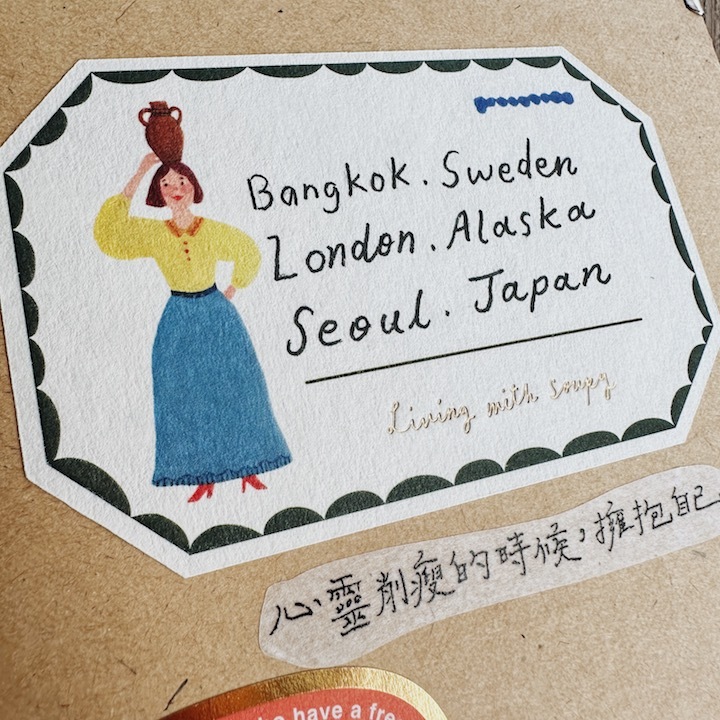 Bangkok. Sweden
London. Alaska
Seoul. Japan
Living with Soupy
心靈削瘦的時候，擁抱自己
have a fre